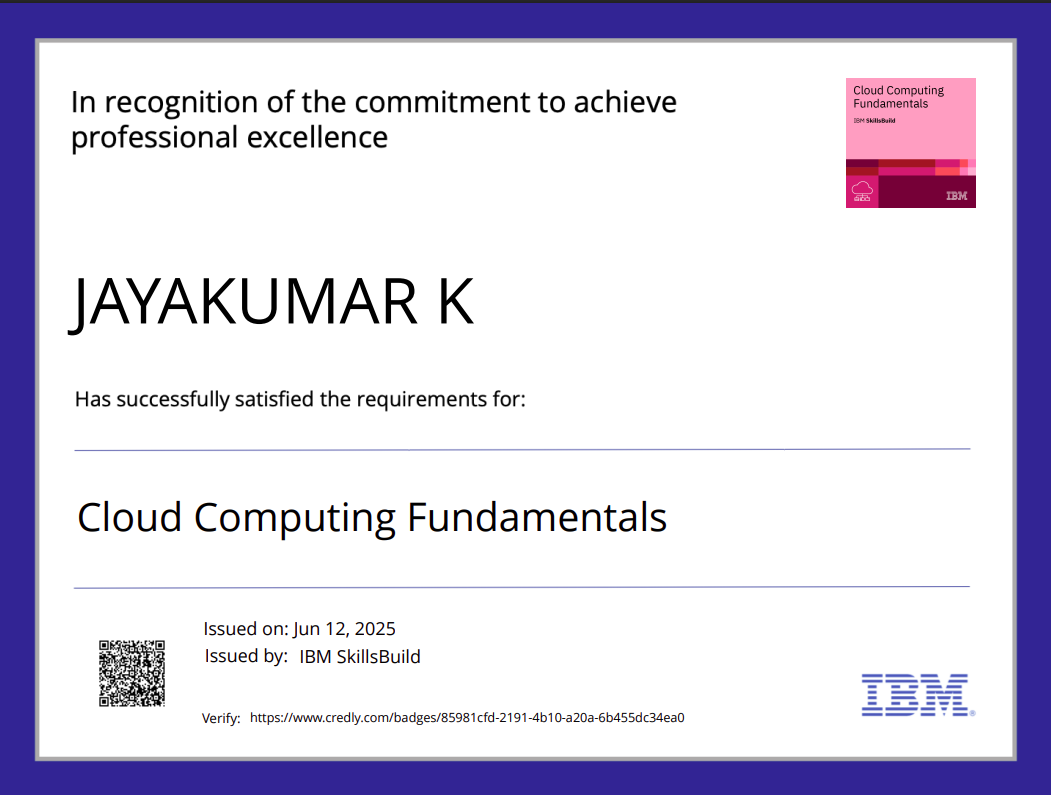 In recognition of the commitment to achieve
professional excellence
Cloud Computing
Fundamentals
IBM SkillsBuild
IBM
JAYAKUMAR K
Has successfully satisfied the requirements for:
Cloud Computing Fundamentals
Issued on: Jun 12, 2025
Issued by: IBM SkillsBuild
Verify: https://www.credly.com/badges/85981cfd-2191-4b10-a20a-6b455dc34ea0
IBM®